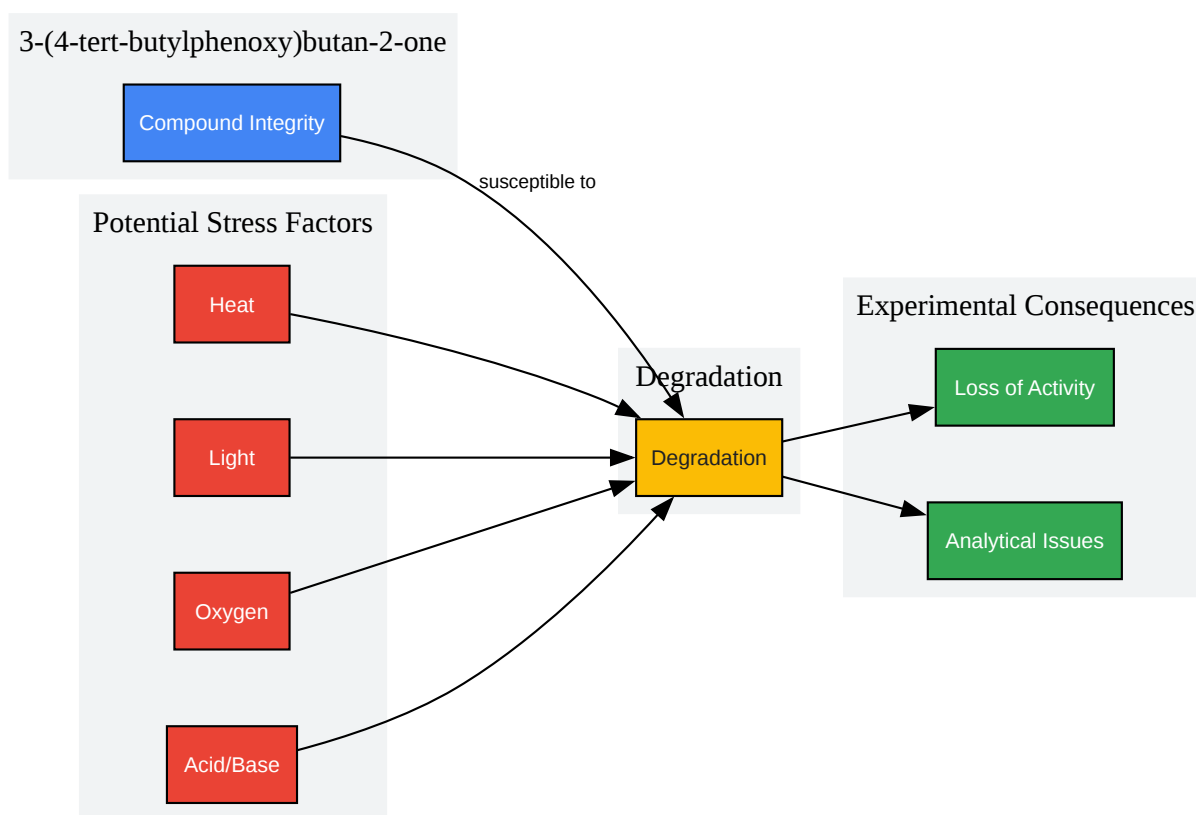 3-(4-tert-butylphenoxy)butan-2-one
Compound Integrity
susceptible to
Potential Stress Factors
Heat
Light
Oxygen
Acid/Base
Degradation
Degradation
Experimental Consequences
Loss of Activity
Analytical Issues